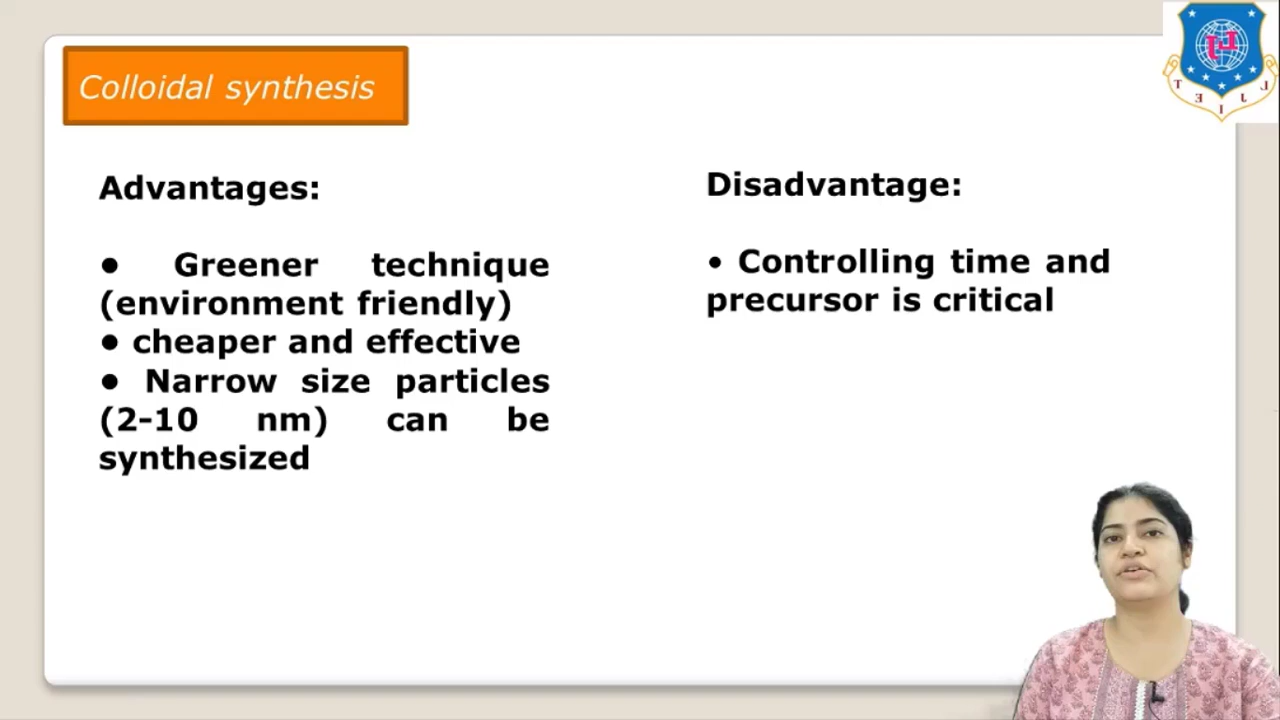 Colloidal synthesis
Advantages:
● Greener technique
(environment friendly)
● cheaper and effective
● Narrow size particles
(2-10 nm) can be
synthesized
Disadvantage:
• Controlling time and
precursor is critical